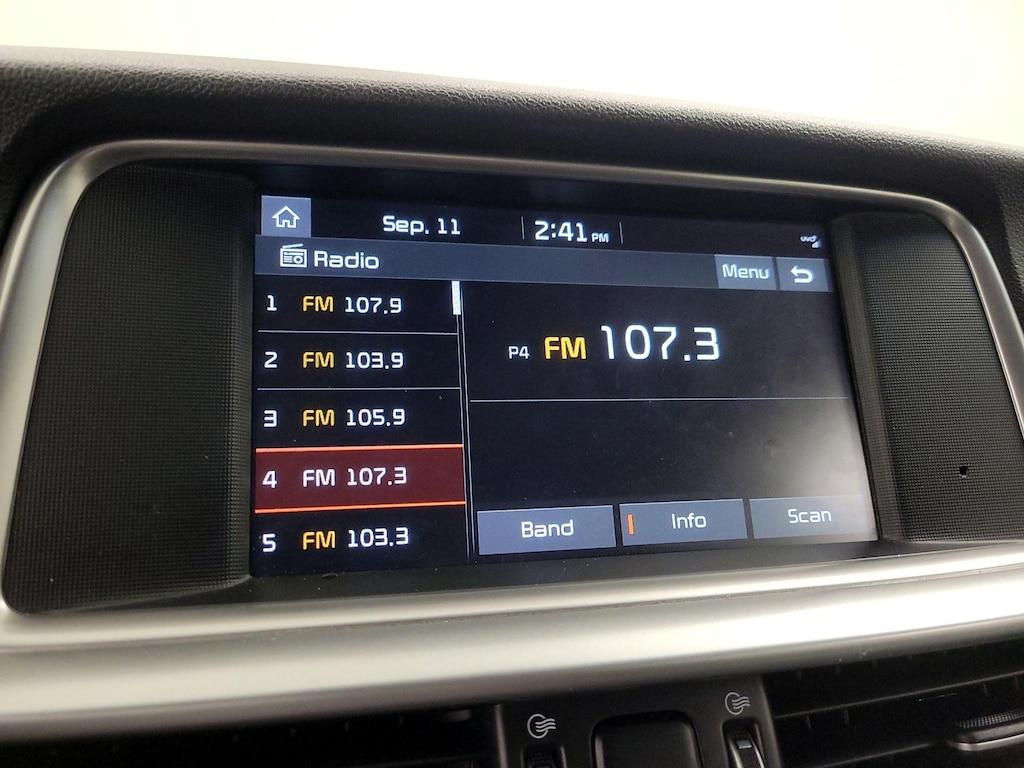 Sep. 11 2:41 PM
UVO
Radio
Menu
1 FM 107.9
2 FM 103.9
3 FM 105.9
4 FM 107.3
5 FM 103.3
P4 FM 107.3
Band Info Scan